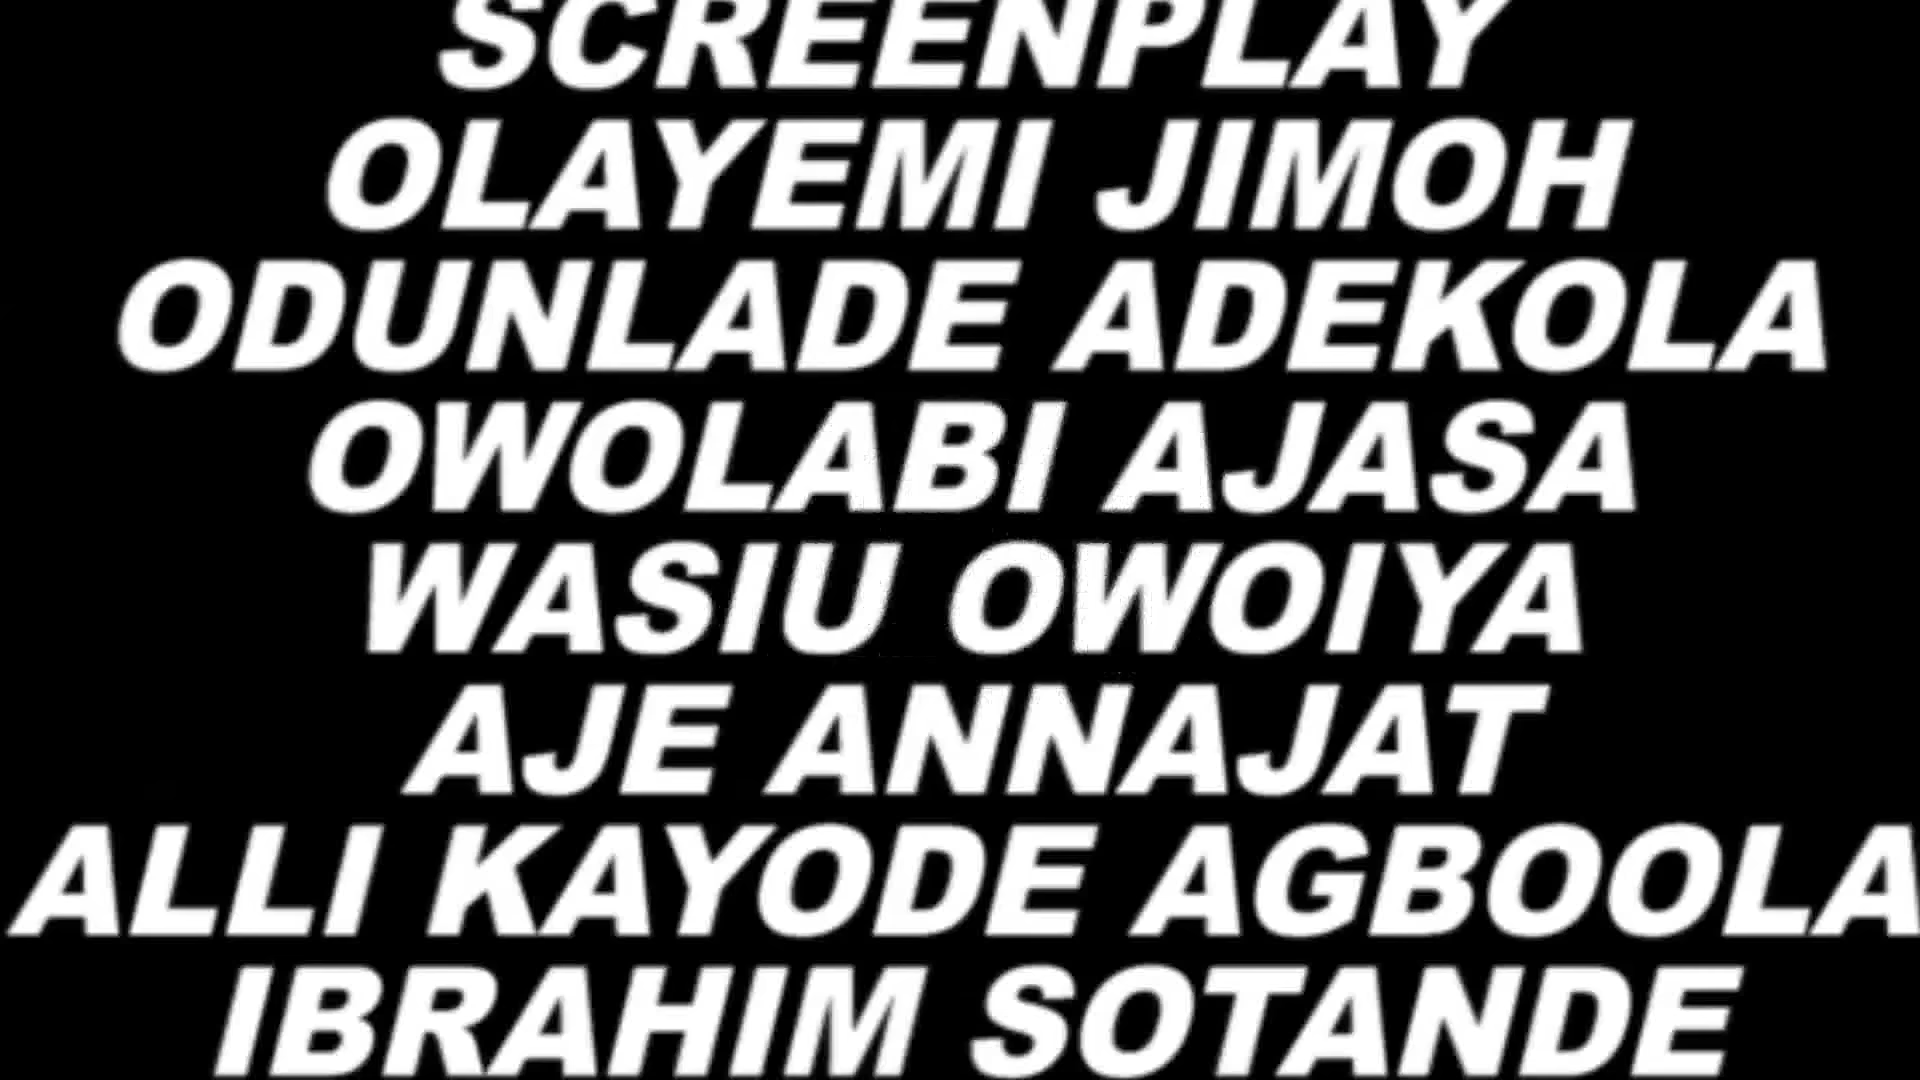 SCREENPLAY
OLAYEMI JIMOH
ODUNLADE ADEKOLA
OWOLABI AJASA
WASIU OWOIYA
AJE ANNAJAT
ALLI KAYODE AGBOOLA
IBRAHIM SOTANDE